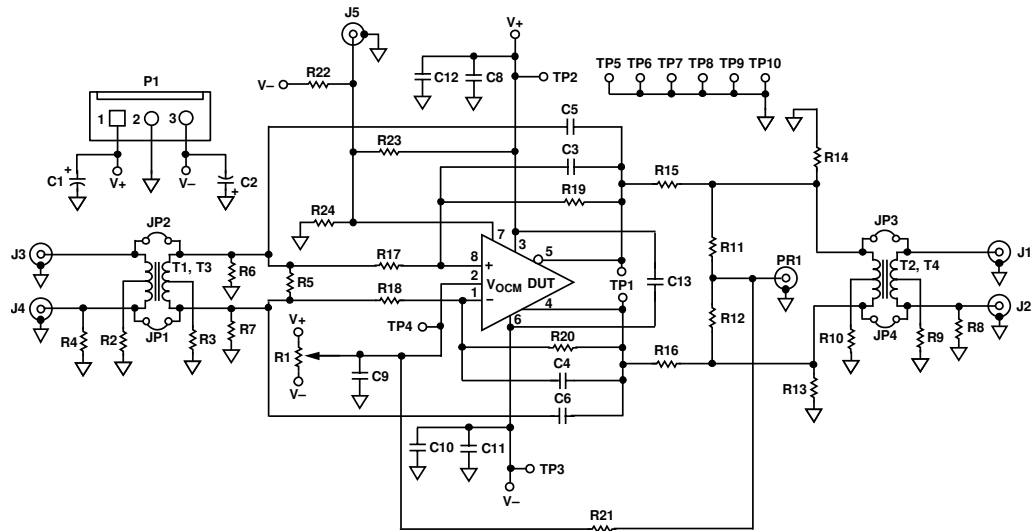 J5
V+
R22
V–
C12
C8
TP2
TP5 TP6 TP7 TP8 TP9 TP10
P1
1 2 3
C5
R23
C3
R14
C1
+
V+
V–
C2
+
R15
R19
R24
JP2
7
3
5
JP3
J3
T1, T3
R6
R17
8
+
R11
PR1
T2, T4
J1
R5
2
VOCM
DUT
C13
R18
1
–
TP1
J4
4
R12
J2
R4
R2
JP1
R3
R7
V+
TP4
6
R20
R10
JP4
R9
R8
R1
C9
R16
C4
V–
C6
R13
C10
C11
TP3
V–
R21